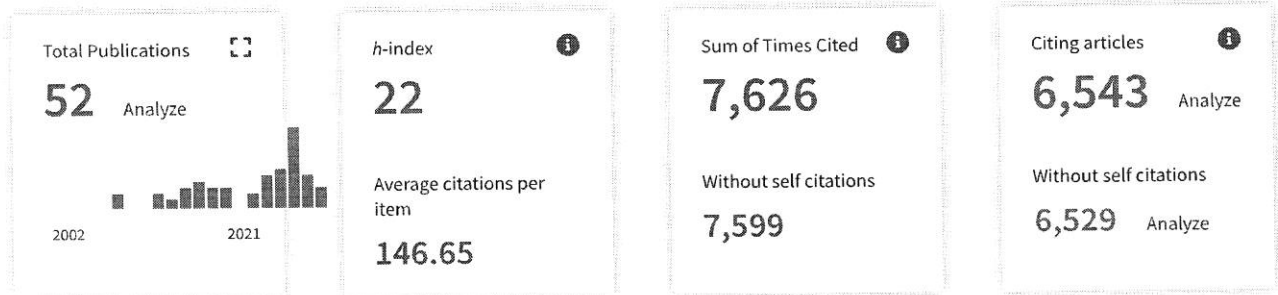 Total Publications
52 Analyze
2002 2021
h-index
22
Average citations per
item
146.65
Sum of Times Cited
7,626
Without self citations
7,599
Citing articles
6,543 Analyze
Without self citations
6,529 Analyze